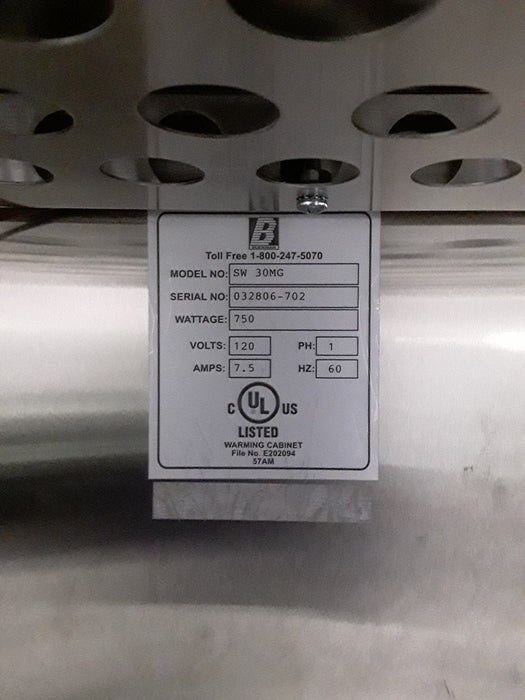 B
Toll Free 1-800-247-5070
MODEL NO: SW 30MG
SERIAL NO: 032806-702
WATTAGE: 750
VOLTS: 120 PH: 1
AMPS: 7.5 HZ: 60
C UL US
LISTED
WARMING CABINET
File No. E202094
57AM